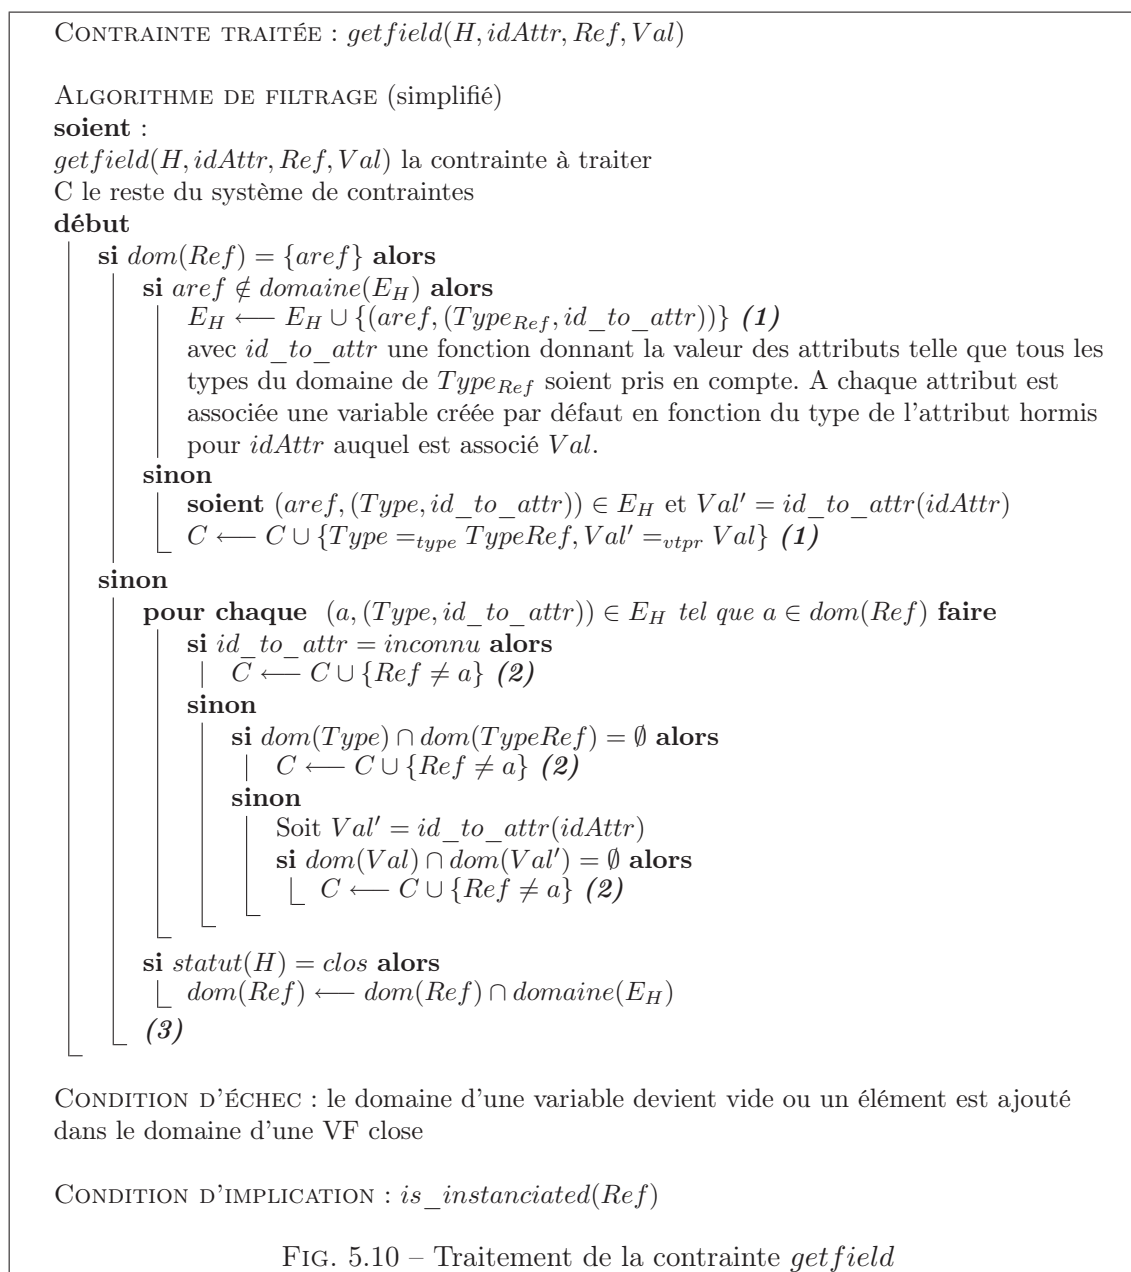 CONTRAINTE TRAITÉE : getfield(H, idAttr, Ref, Val)
ALGORITHME DE FILTRAGE (simplifié)
soient :
getfield(H, idAttr, Ref, Val) la contrainte à traiter
C le reste du système de contraintes
début
si dom(Ref) = {aref} alors
si aref ∉ domaine(E_H) alors
E_H ⟵ E_H ∪ {(aref, (Type_Ref, id_to_attr))} (1)
avec id_to_attr une fonction donnant la valeur des attributs telle que tous les
types du domaine de Type_Ref soient pris en compte. A chaque attribut est
associée une variable créée par défaut en fonction du type de l'attribut hormis
pour idAttr auquel est associé Val.
sinon
soient (aref, (Type, id_to_attr)) ∈ E_H et Val′ = id_to_attr(idAttr)
C ⟵ C ∪ {Type =_type TypeRef, Val′ =_vtpr Val} (1)
sinon
pour chaque (a, (Type, id_to_attr)) ∈ E_H tel que a ∈ dom(Ref) faire
si id_to_attr = inconnu alors
C ⟵ C ∪ {Ref ≠ a} (2)
sinon
si dom(Type) ∩ dom(TypeRef) = ∅ alors
C ⟵ C ∪ {Ref ≠ a} (2)
sinon
Soit Val′ = id_to_attr(idAttr)
si dom(Val) ∩ dom(Val′) = ∅ alors
C ⟵ C ∪ {Ref ≠ a} (2)
si statut(H) = clos alors
dom(Ref) ⟵ dom(Ref) ∩ domaine(E_H)
(3)
CONDITION D'ÉCHEC : le domaine d'une variable devient vide ou un élément est ajouté
dans le domaine d'une VF close
CONDITION D'IMPLICATION : is_instanciated(Ref)
FIG. 5.10 – Traitement de la contrainte getfield